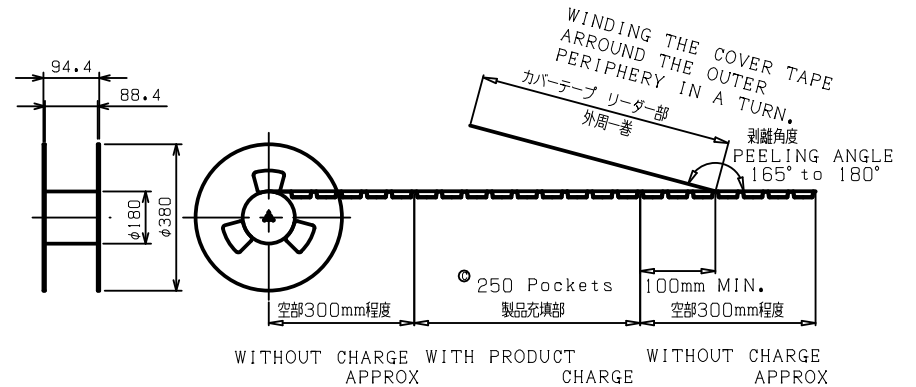 WINDING THE COVER TAPE
ARROUND THE OUTER
PERIPHERY IN A TURN.
カバーテープ リーダー部
外周一巻
剥離角度
PEELING ANGLE
165° to 180°
94.4
88.4
φ180
φ380
© 250 Pockets
100mm MIN.
空部300mm程度
製品充填部
空部300mm程度
WITHOUT CHARGE
APPROX
WITH PRODUCT
CHARGE
WITHOUT CHARGE
APPROX